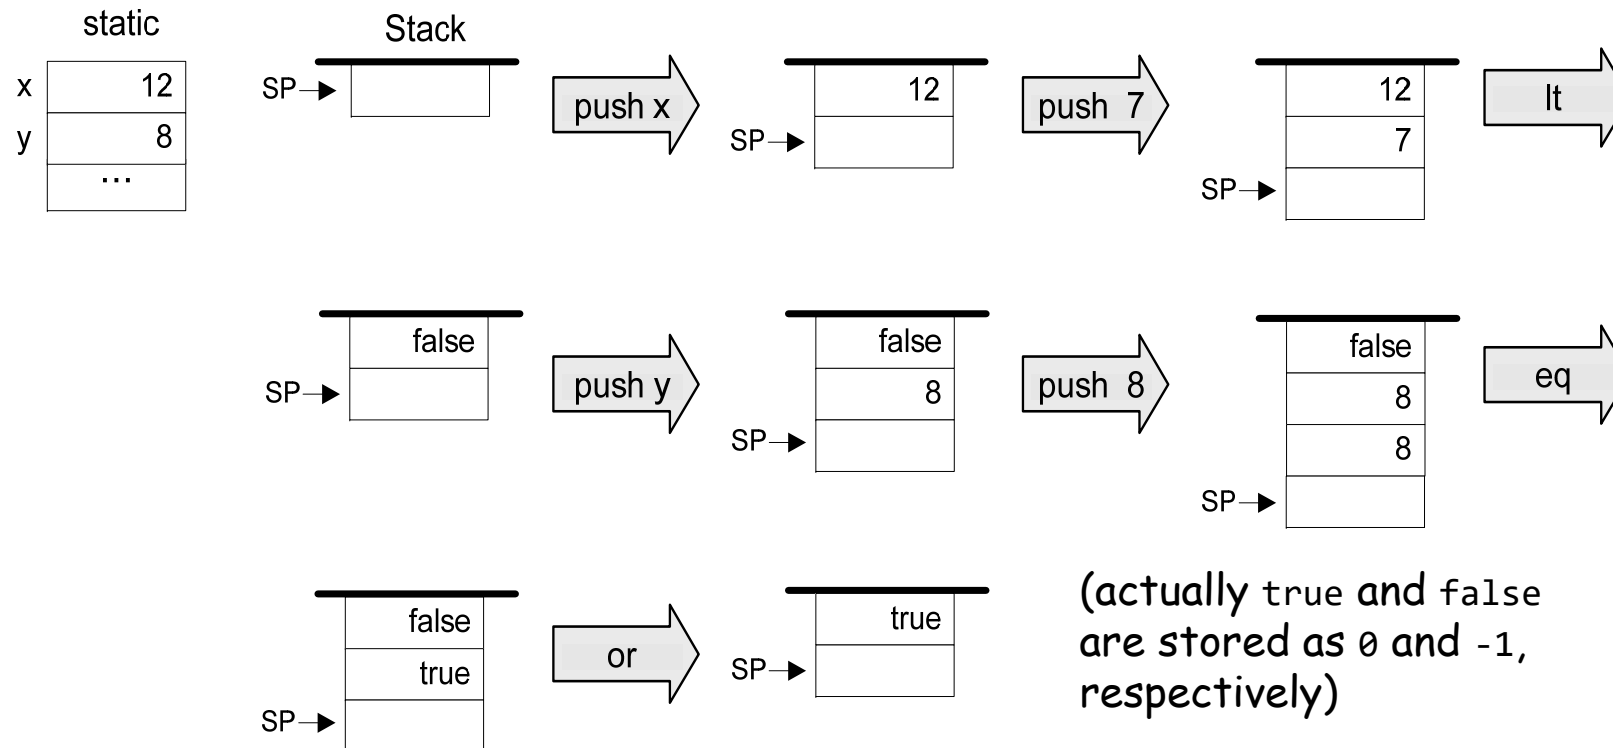 static
Stack
x 12
y 8
...
SP
push x
12
SP
push 7
12
7
SP
lt
false
SP
push y
false
8
SP
push 8
false
8
8
SP
eq
false
true
SP
or
true
SP
(actually true and false
are stored as 0 and -1,
respectively)